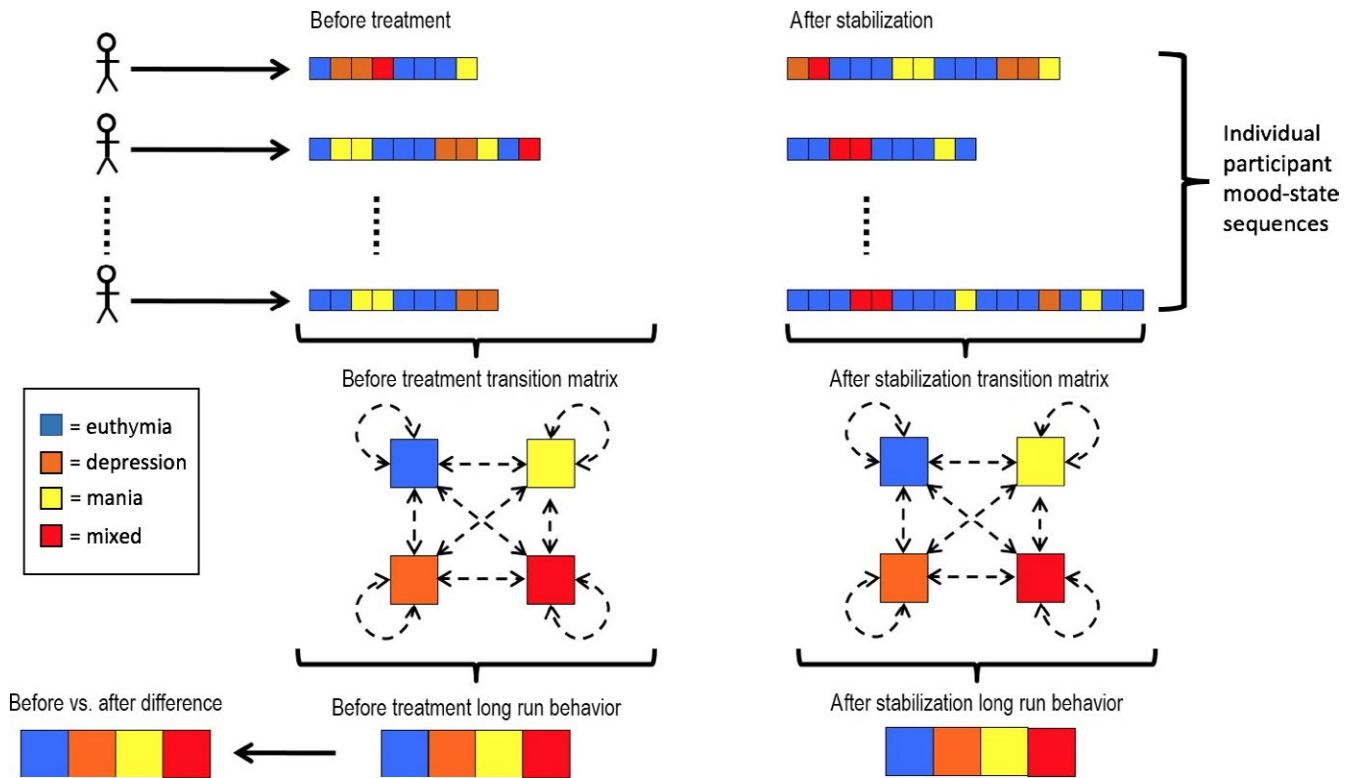 Before treatment
After stabilization
Individual
participant
mood-state
sequences
Before treatment transition matrix
After stabilization transition matrix
= euthymia
= depression
= mania
= mixed
Before vs. after difference
Before treatment long run behavior
After stabilization long run behavior